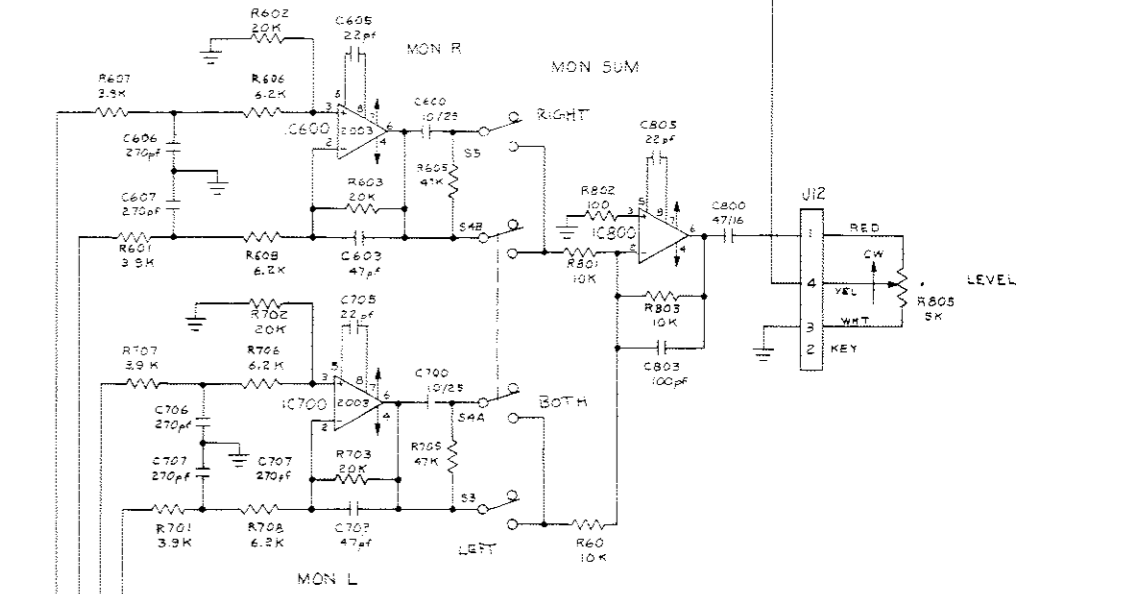 R602
20K
C605
22pf
MON R
MON SUM
R607
3.9K
R606
6.2K
C606
270pf
5
3
+
IC600
2003
8
7
6
4
2
C600
10/25
S5
RIGHT
R605
47K
R603
20K
C607
270pf
R601
3.9K
R608
6.2K
C603
47pf
S4B
R802
100
C805
22pf
5
3
+
IC800
8
7
6
4
2
C800
47/16
R801
10K
R803
10K
C803
100pf
J12
1
RED
CW
4
YEL
R805
5K
LEVEL
3
WHT
2
KEY
R702
20K
C705
22pf
R707
3.9K
R706
6.2K
C706
270pf
5
3
+
IC700
2003
8
7
6
4
2
C700
10/25
S4A
BOTH
R705
47K
R703
20K
C707
270pf
C707
270pf
R701
3.9K
R708
6.2K
47pf
S3
LEFT
R60
10K
MON L